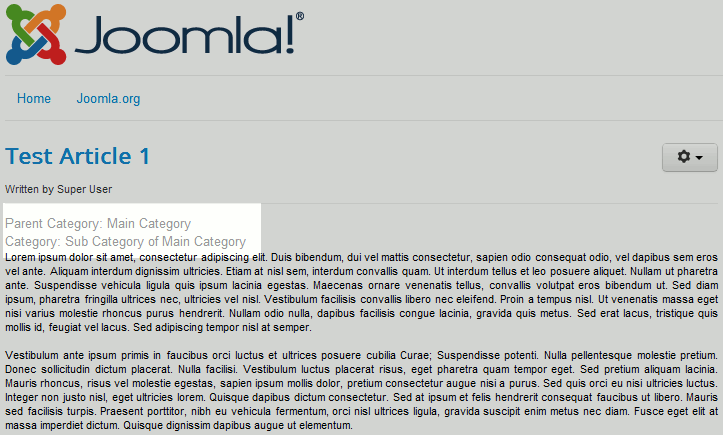 Joomla!®
Home Joomla.org
Test Article 1
Written by Super User
Parent Category: Main Category
Category: Sub Category of Main Category
Lorem ipsum dolor sit amet, consectetur adipiscing elit. Duis bibendum, dui vel mattis consectetur, sapien odio consequat odio, vel dapibus sem eros
vel ante. Aliquam interdum dignissim ultricies. Etiam at nisl sem, interdum convallis quam. Ut interdum tellus et leo posuere aliquet. Nullam ut pharetra
ante. Suspendisse vehicula ligula quis ipsum lacinia egestas. Maecenas ornare venenatis tellus, convallis volutpat eros bibendum ut. Sed diam
ipsum, pharetra fringilla ultrices nec, ultricies vel nisl. Vestibulum facilisis convallis libero nec eleifend. Proin a tempus nisl. Ut venenatis massa eget
nisi varius molestie rhoncus purus hendrerit. Nullam odio nulla, dapibus facilisis congue lacinia, gravida quis metus. Sed erat lacus, tristique quis
mollis id, feugiat vel lacus. Sed adipiscing tempor nisl at semper.
Vestibulum ante ipsum primis in faucibus orci luctus et ultrices posuere cubilia Curae; Suspendisse potenti. Nulla pellentesque molestie pretium.
Donec sollicitudin dictum placerat. Nulla facilisi. Vestibulum luctus placerat risus, eget pharetra quam tempor eget. Sed pretium aliquam lacinia.
Mauris rhoncus, risus vel molestie egestas, sapien ipsum mollis dolor, pretium consectetur augue nisi a purus. Sed quis orci eu nisi ultricies luctus.
Integer non justo nisl, eget ultricies lorem. Quisque dapibus dictum consectetur. Sed at ipsum et felis hendrerit consequat faucibus ut libero. Mauris
sed facilisis turpis. Praesent porttitor, nibh eu vehicula fermentum, orci nisl ultrices ligula, gravida suscipit enim metus nec diam. Fusce eget elit at
massa imperdiet dictum. Quisque dignissim dapibus augue ut elementum.